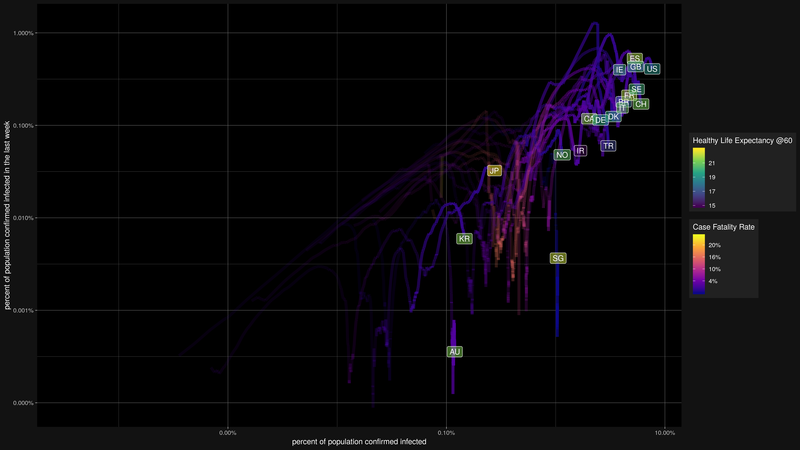 1.000%
0.100%
0.010%
0.001%
0.000%
percent of population confirmed infected in the last week
ES
IE
GB
US
SE
CH
CA
DE
DK
IT
TR
NO
IR
JP
KR
SG
AU
0.00%
0.10%
10.00%
percent of population confirmed infected
Healthy Life Expectancy @60
21
19
17
15
Case Fatality Rate
20%
16%
10%
4%